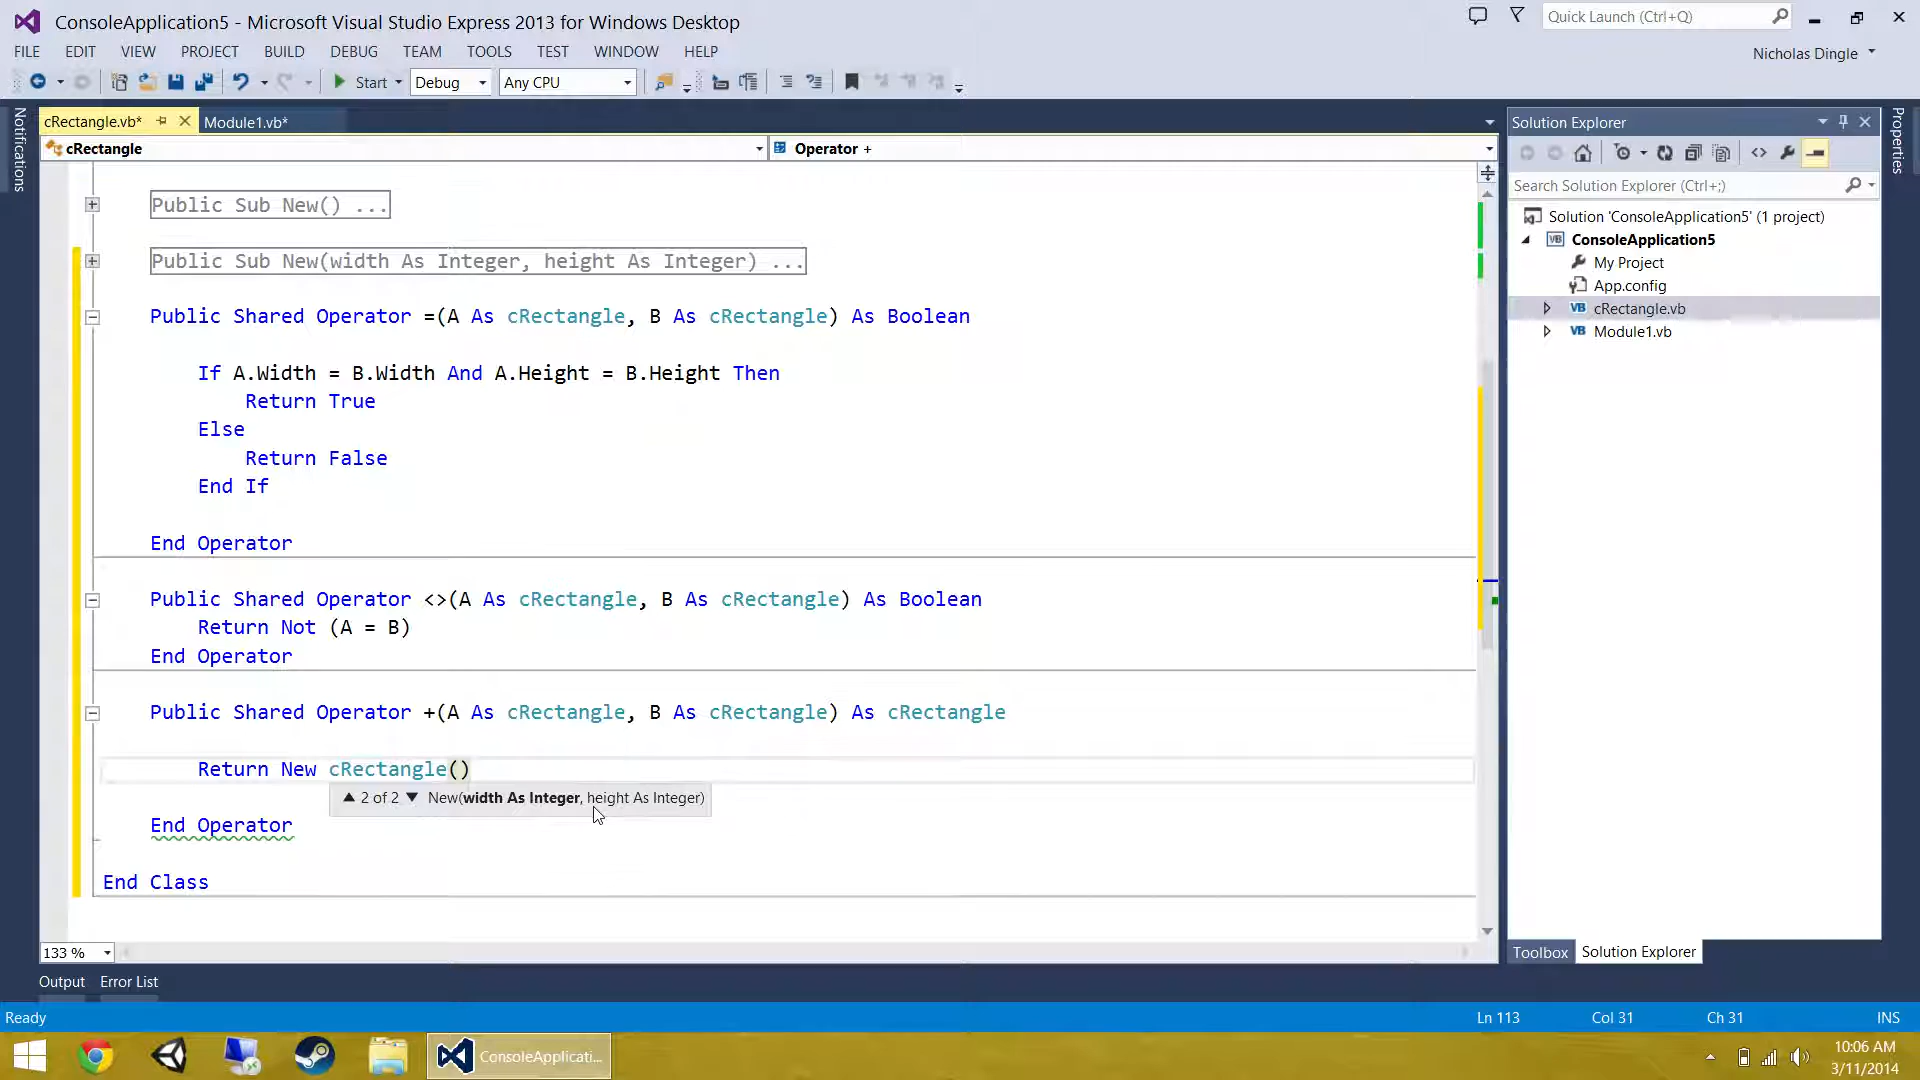 ConsoleApplication5 - Microsoft Visual Studio Express 2013 for Windows Desktop
Quick Launch (Ctrl+Q)
FILE EDIT VIEW PROJECT BUILD DEBUG TEAM TOOLS TEST WINDOW HELP
Nicholas Dingle
Start Debug Any CPU
Notifications
cRectangle.vb* Module1.vb*
cRectangle Operator +
Public Sub New() ...
Public Sub New(width As Integer, height As Integer) ...
Public Shared Operator =(A As cRectangle, B As cRectangle) As Boolean
If A.Width = B.Width And A.Height = B.Height Then
Return True
Else
Return False
End If
End Operator
Public Shared Operator <>(A As cRectangle, B As cRectangle) As Boolean
Return Not (A = B)
End Operator
Public Shared Operator +(A As cRectangle, B As cRectangle) As cRectangle
Return New cRectangle()
2 of 2 New(width As Integer, height As Integer)
End Operator
End Class
133 %
Output Error List
Solution Explorer
Search Solution Explorer (Ctrl+;)
Solution 'ConsoleApplication5' (1 project)
VB ConsoleApplication5
My Project
App.config
VB cRectangle.vb
VB Module1.vb
Toolbox Solution Explorer
Properties
Ready Ln 113 Col 31 Ch 31 INS
ConsoleApplicati...
10:06 AM
3/11/2014